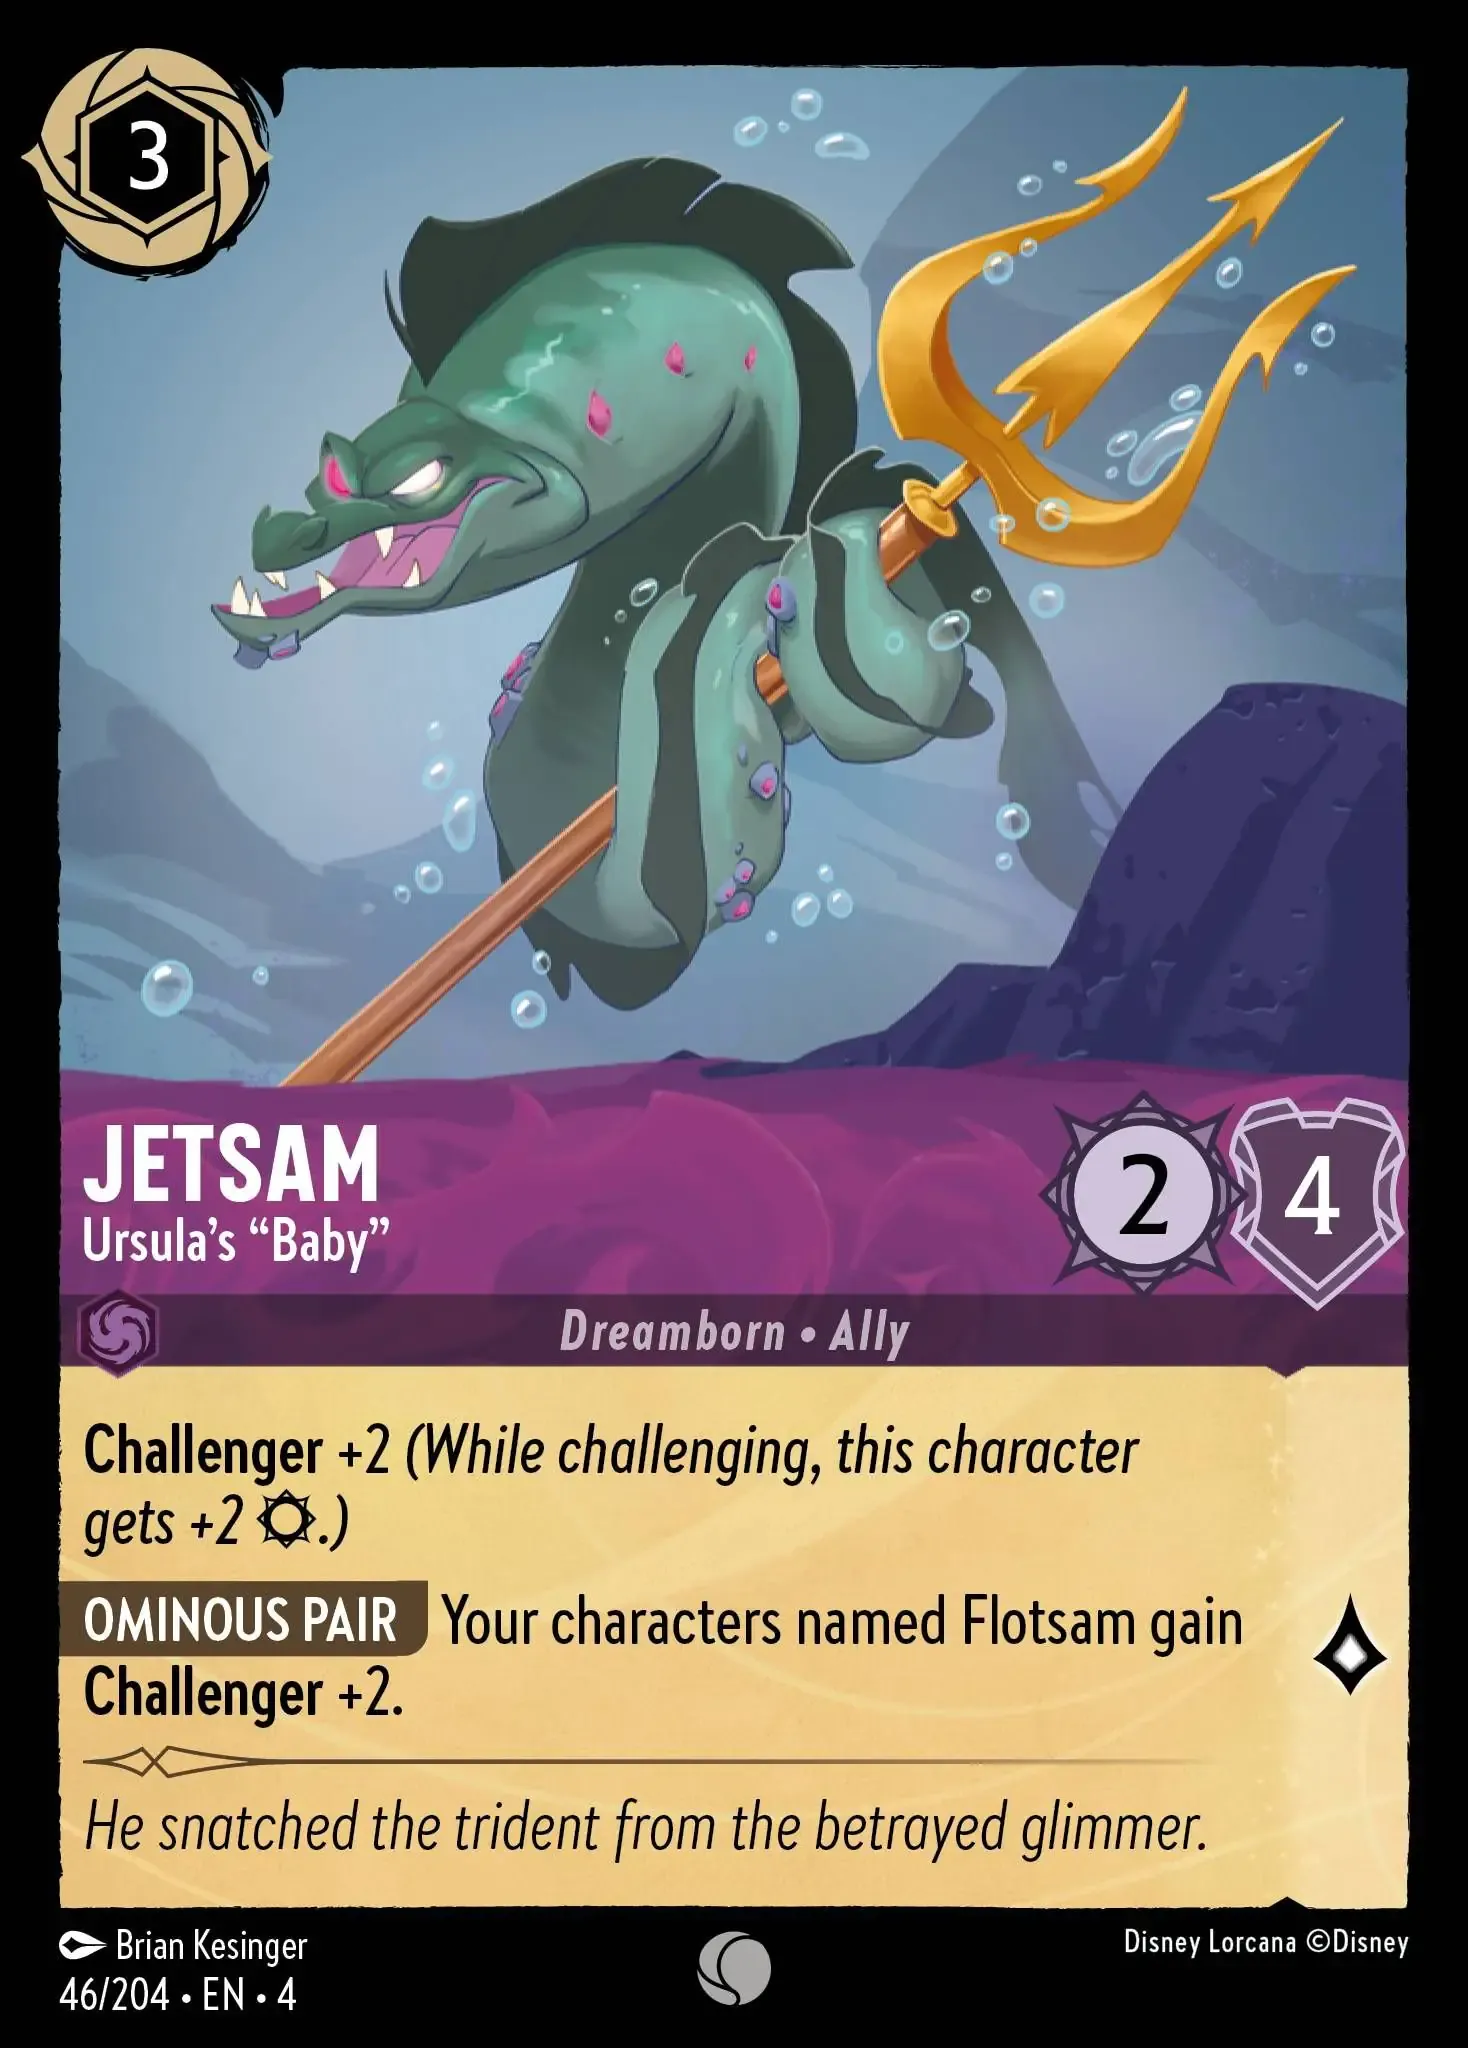 3
JETSAM
Ursula's “Baby”
2
4
Dreamborn • Ally
Challenger +2 (While challenging, this character
gets +2 .)
OMINOUS PAIR Your characters named Flotsam gain
Challenger +2.
He snatched the trident from the betrayed glimmer.
Brian Kesinger
Disney Lorcana ©Disney
46/204 • EN • 4